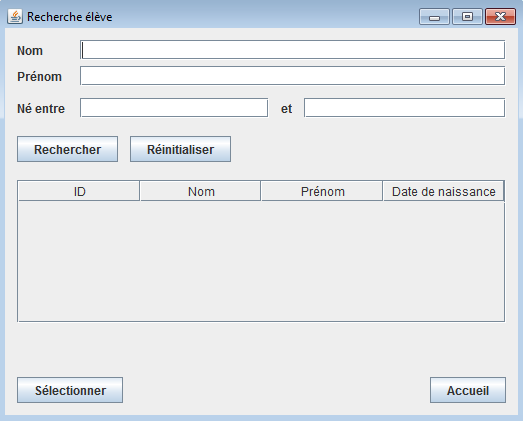 Recherche élève
Nom
Prénom
Né entre et
Rechercher Réinitialiser
ID Nom Prénom Date de naissance
Sélectionner Accueil